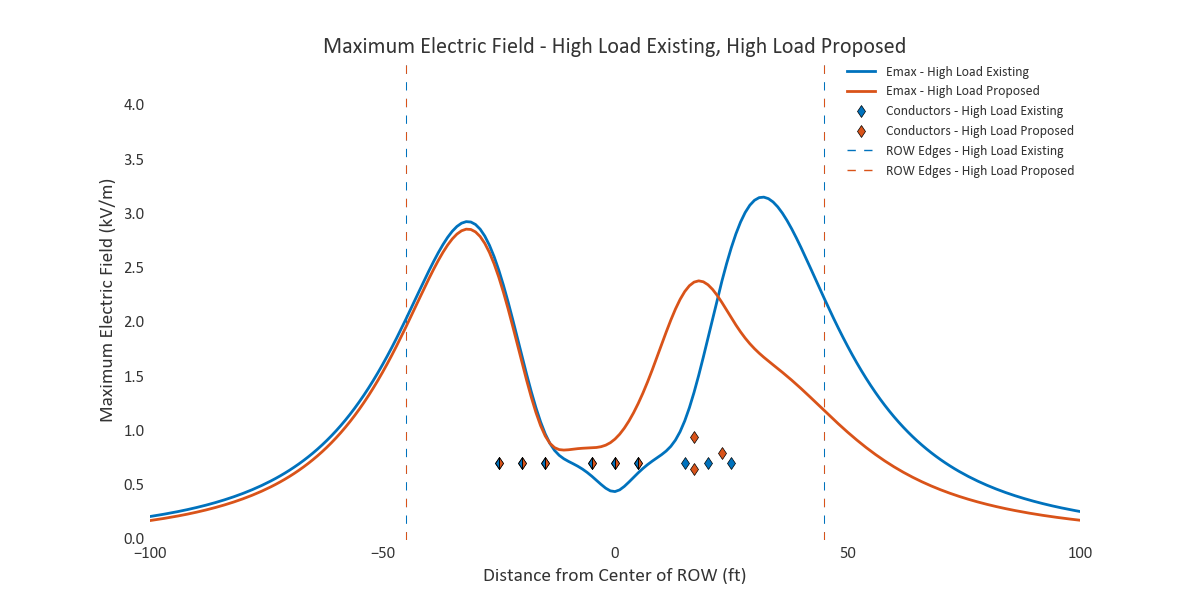 Maximum Electric Field - High Load Existing, High Load Proposed
Emax - High Load Existing
Emax - High Load Proposed
Conductors - High Load Existing
Conductors - High Load Proposed
ROW Edges - High Load Existing
ROW Edges - High Load Proposed
Maximum Electric Field (kV/m)
4.0
3.5
3.0
2.5
2.0
1.5
1.0
0.5
0.0
−100
−50
0
50
100
Distance from Center of ROW (ft)